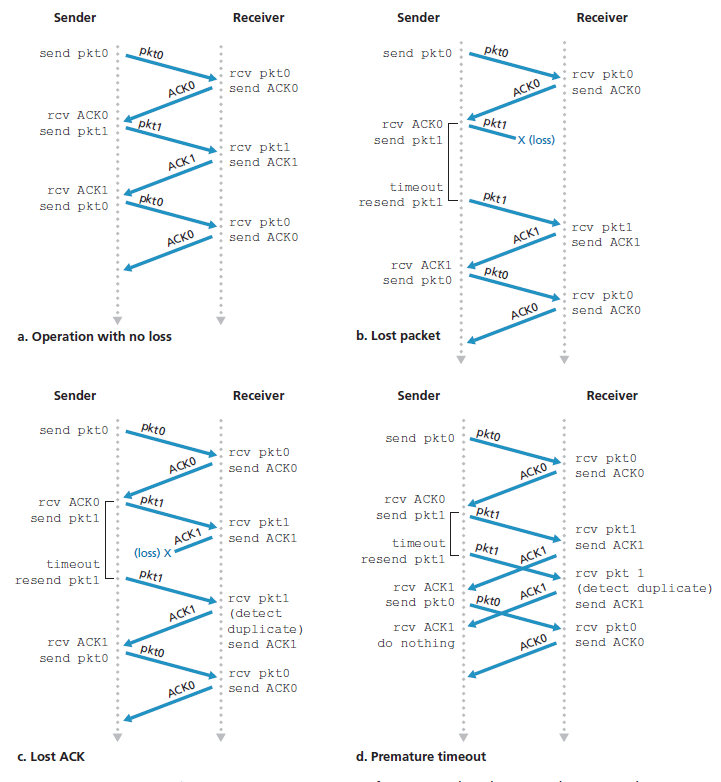 Sender Receiver
send pkt0 pkt0
rcv pkt0
ACK0 send ACK0
rcv ACK0
send pkt1 pkt1
rcv pkt1
ACK1 send ACK1
rcv ACK1
send pkt0 pkt0
rcv pkt0
ACK0 send ACK0
a. Operation with no loss
Sender Receiver
send pkt0 pkt0
rcv pkt0
ACK0 send ACK0
rcv ACK0 pkt1
send pkt1 X (loss)
timeout
resend pkt1 pkt1
rcv pkt1
ACK1 send ACK1
rcv ACK1
send pkt0 pkt0
rcv pkt0
ACK0 send ACK0
b. Lost packet
Sender Receiver
send pkt0 pkt0
rcv pkt0
ACK0 send ACK0
rcv ACK0 pkt1
send pkt1
rcv pkt1
ACK1 send ACK1
(loss) X
timeout
resend pkt1 pkt1
rcv pkt1
ACK1 (detect
duplicate)
send ACK1
rcv ACK1
send pkt0 pkt0
rcv pkt0
ACK0 send ACK0
c. Lost ACK
Sender Receiver
send pkt0 pkt0
rcv pkt0
ACK0 send ACK0
rcv ACK0
send pkt1 pkt1
rcv pkt1
send ACK1
timeout
resend pkt1 pkt1
ACK1
rcv pkt 1
(detect duplicate)
ACK1 send ACK1
rcv ACK1
send pkt0 pkt0
rcv pkt0
ACK0 send ACK0
rcv ACK1
do nothing
d. Premature timeout